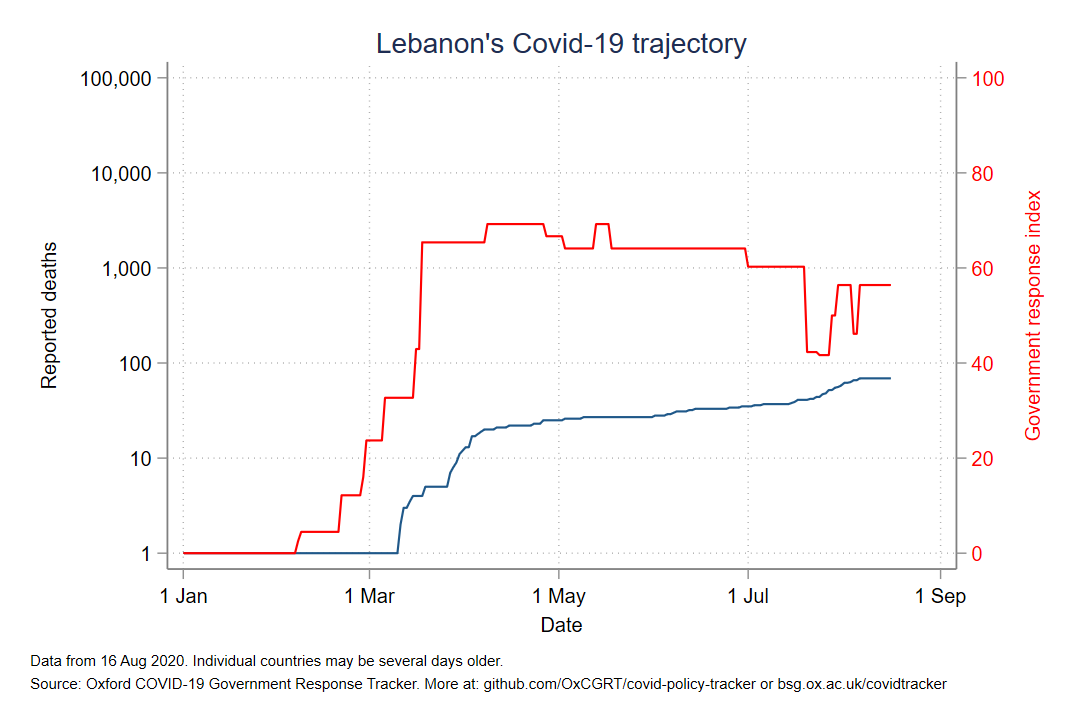 Lebanon's Covid-19 trajectory
100,000
10,000
1,000
100
10
1
Reported deaths
100
80
60
40
20
0
Government response index
1 Jan 1 Mar 1 May 1 Jul 1 Sep
Date
Data from 16 Aug 2020. Individual countries may be several days older.
Source: Oxford COVID-19 Government Response Tracker. More at: github.com/OxCGRT/covid-policy-tracker or bsg.ox.ac.uk/covidtracker